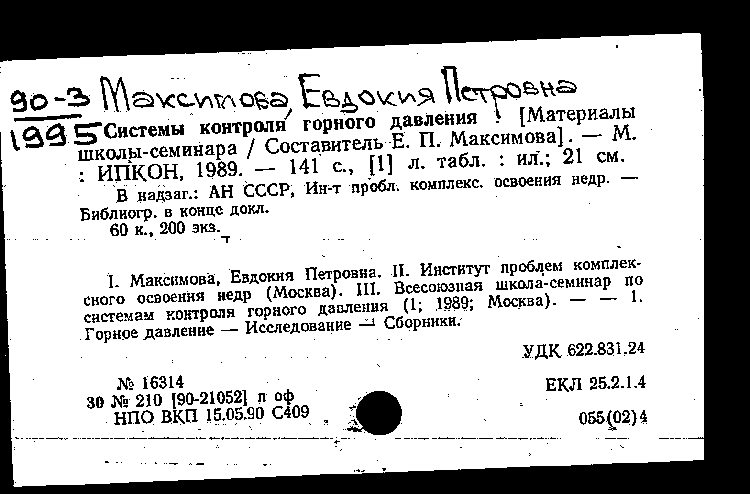 90-3 Максимова, Евдокия Петровна
1995 Системы контроля горного давления : [Материалы
школы-семинара / Составитель Е. П. Максимова]. — М.
: ИПКОН, 1989. — 141 с., [1] л. табл. : ил.; 21 см.
В надзаг.: АН СССР, Ин-т пробл. комплекс. освоения недр. —
Библиогр. в конце докл.
60 к., 200 экз.
I. Максимова, Евдокия Петровна. II. Институт проблем комплек-
сного освоения недр (Москва). III. Всесоюзная школа-семинар по
системам контроля горного давления (1; 1989; Москва). — — 1.
Горное давление — Исследование — Сборники.
УДК 622.831.24
№ 16314
ЕКЛ 25.2.1.4
30 № 210 [90-21052] п оф
НПО ВКП 15.05.90 С409
055(02)4